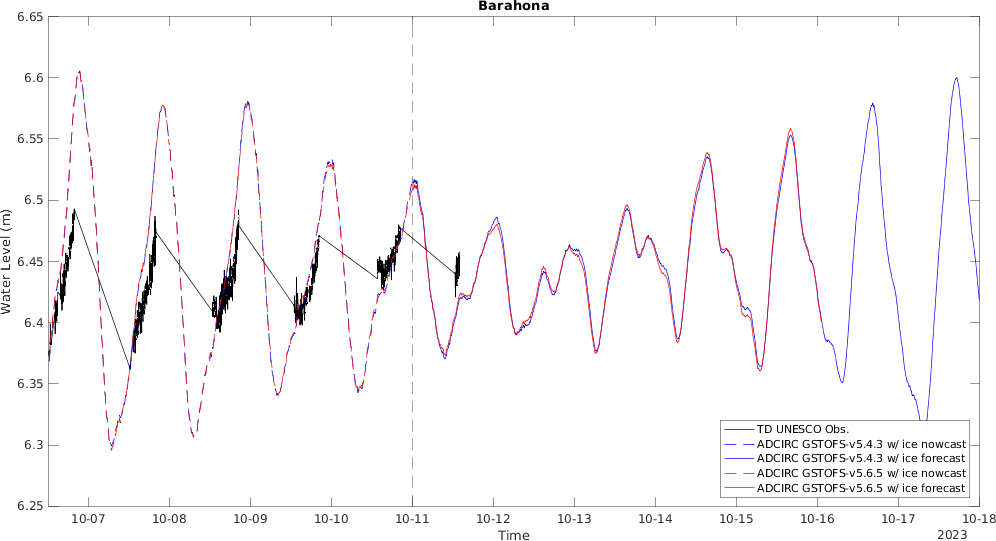 Barahona
6.65
6.6
6.55
6.5
6.45
6.4
6.35
6.3
6.25
Water Level (m)
TD UNESCO Obs.
ADCIRC GSTOFS-v5.4.3 w/ ice nowcast
ADCIRC GSTOFS-v5.4.3 w/ ice forecast
ADCIRC GSTOFS-v5.6.5 w/ ice nowcast
ADCIRC GSTOFS-v5.6.5 w/ ice forecast
10-07 10-08 10-09 10-10 10-11 10-12 10-13 10-14 10-15 10-16 10-17 10-18
Time
2023